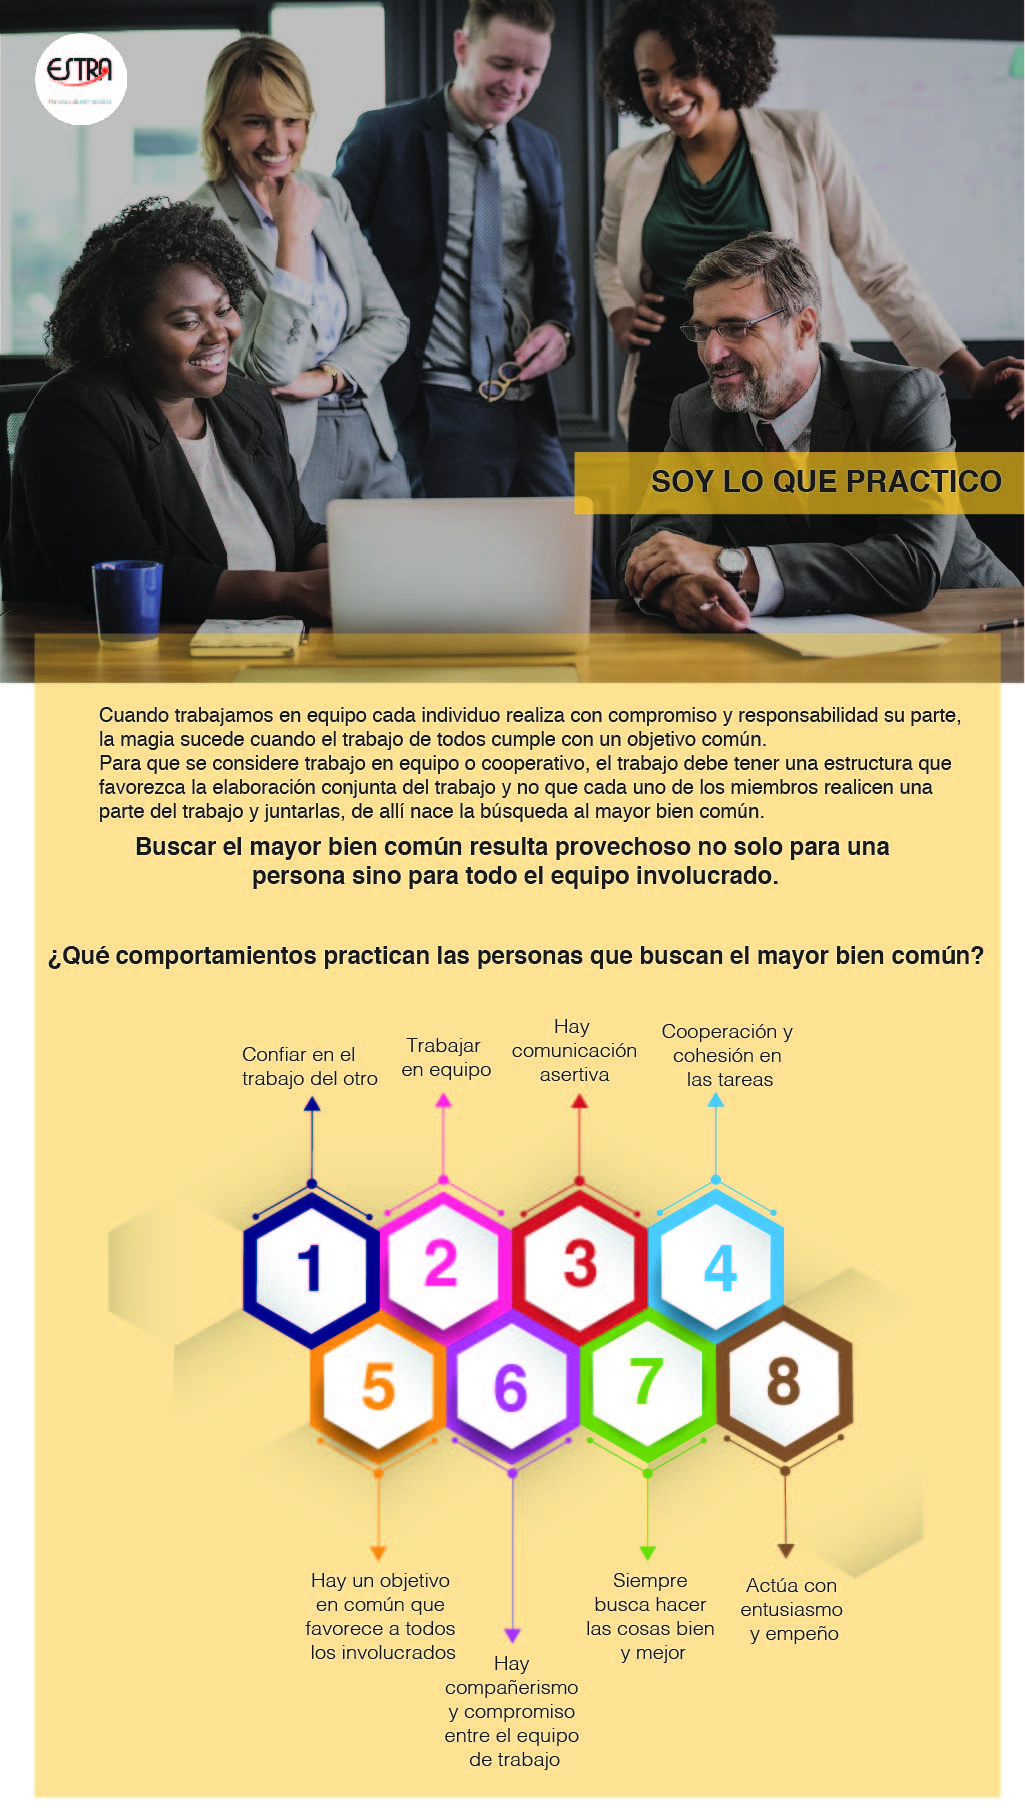 ESTRA
SOY LO QUE PRACTICO
Cuando trabajamos en equipo cada individuo realiza con compromiso y responsabilidad su parte,
la magia sucede cuando el trabajo de todos cumple con un objetivo común.
Para que se considere trabajo en equipo o cooperativo, el trabajo debe tener una estructura que
favorezca la elaboración conjunta del trabajo y no que cada uno de los miembros realicen una
parte del trabajo y juntarlas, de allí nace la búsqueda al mayor bien común.
Buscar el mayor bien común resulta provechoso no solo para una
persona sino para todo el equipo involucrado.
¿Qué comportamientos practican las personas que buscan el mayor bien común?
Confiar en el
trabajo del otro
Trabajar
en equipo
Hay
comunicación
asertiva
Cooperación y
cohesión en
las tareas
1
2
3
4
5
6
7
8
Hay un objetivo
en común que
favorece a todos
los involucrados
Hay
compañerismo
y compromiso
entre el equipo
de trabajo
Siempre
busca hacer
las cosas bien
y mejor
Actúa con
entusiasmo
y empeño